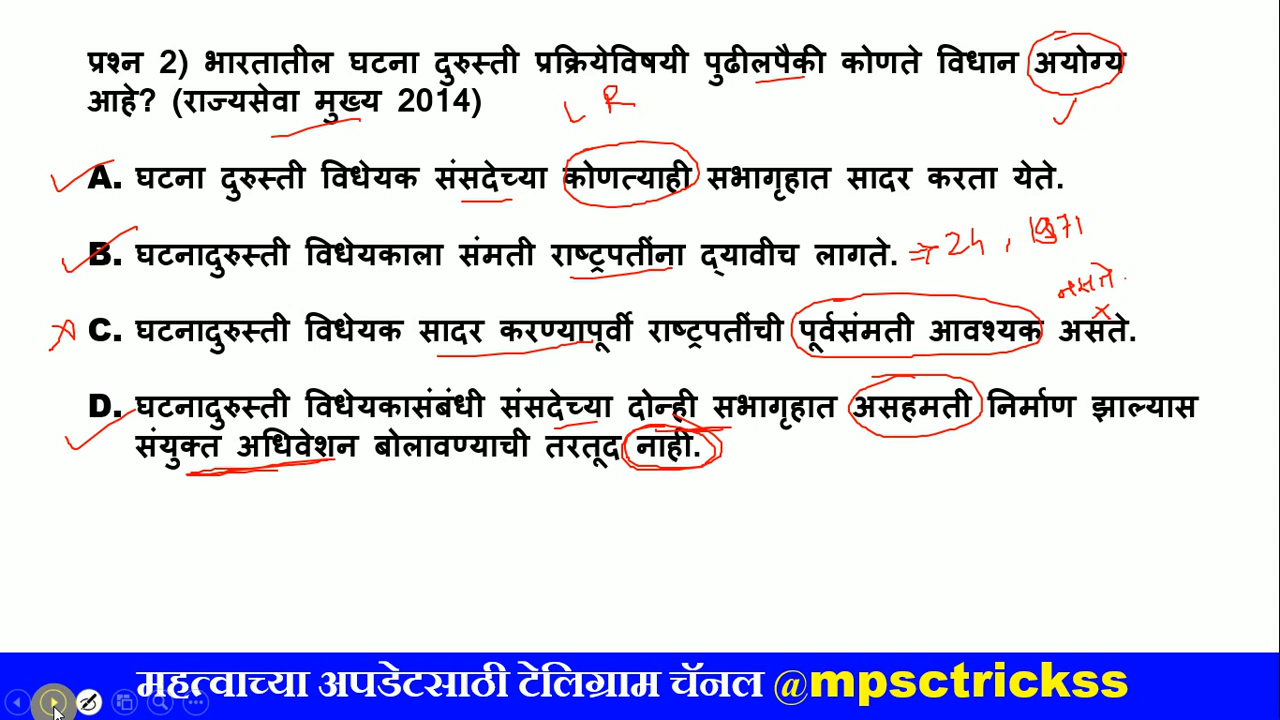 प्रश्न 2) भारतातील घटना दुरुस्ती प्रक्रियेविषयी पुढीलपैकी कोणते विधान अयोग्य
आहे? (राज्यसेवा मुख्य 2014)
L R
A. घटना दुरुस्ती विधेयक संसदेच्या कोणत्याही सभागृहात सादर करता येते.
B. घटनादुरुस्ती विधेयकाला संमती राष्ट्रपतींना द्यावीच लागते. ⇒ 24, 1971
नसते.
C. घटनादुरुस्ती विधेयक सादर करण्यापूर्वी राष्ट्रपतींची पूर्वसंमती आवश्यक असते.
D. घटनादुरुस्ती विधेयकासंबंधी संसदेच्या दोन्ही सभागृहात असहमती निर्माण झाल्यास
संयुक्त अधिवेशन बोलावण्याची तरतूद नाही.
महत्वाच्या अपडेटसाठी टेलिग्राम चॅनल @mpsctrickss